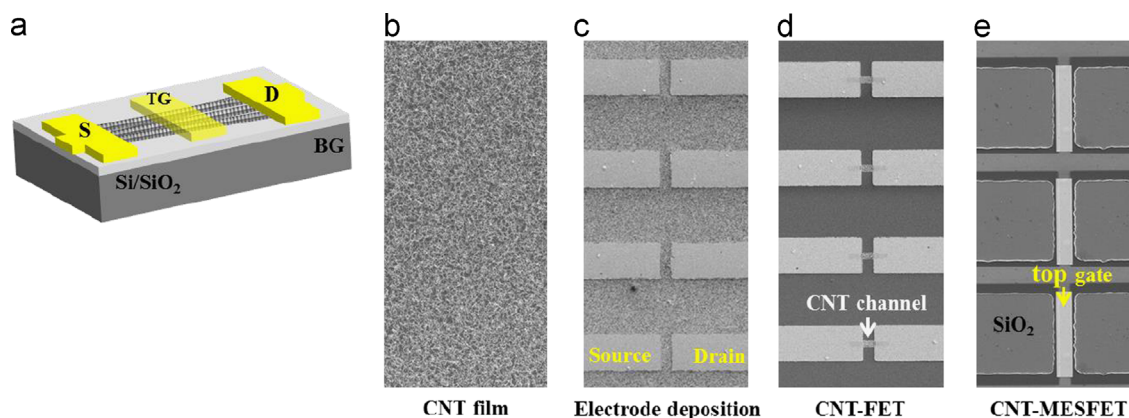 a
b
c
d
e
TG
D
S
BG
Si/SiO₂
CNT channel
Source
Drain
top gate
SiO₂
CNT film
Electrode deposition
CNT-FET
CNT-MESFET